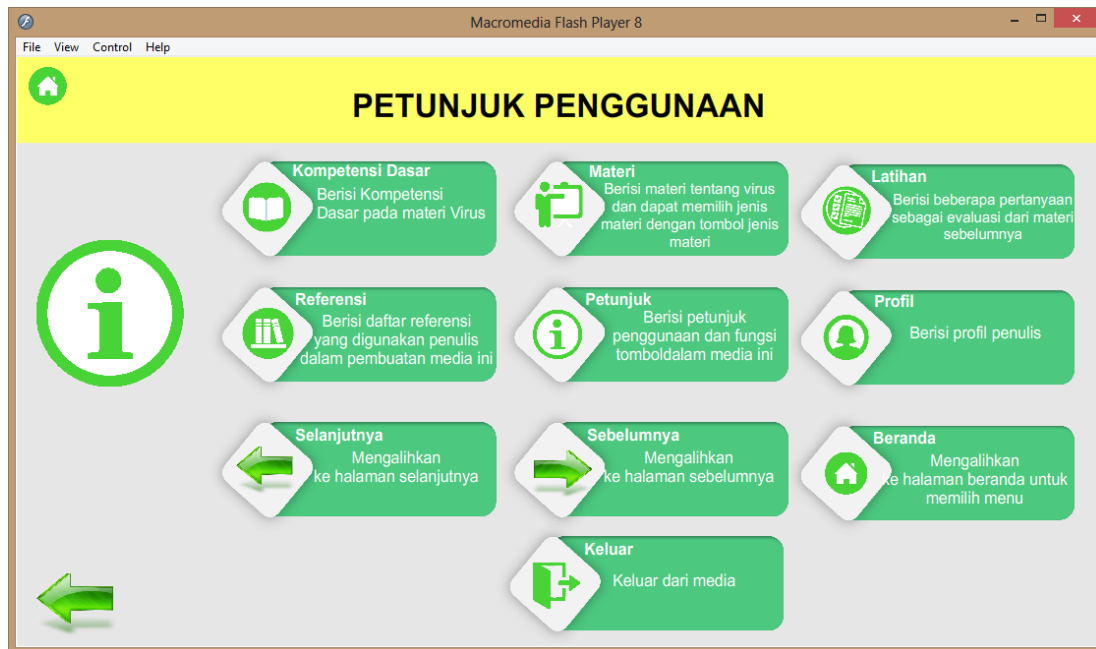 Macromedia Flash Player 8
File View Control Help
PETUNJUK PENGGUNAAN
Kompetensi Dasar
Berisi Kompetensi
Dasar pada materi Virus
Materi
Berisi materi tentang virus
dan dapat memilih jenis
materi dengan tombol jenis
materi
Latihan
Berisi beberapa pertanyaan
sebagai evaluasi dari materi
sebelumnya
Referensi
Berisi daftar referensi
yang digunakan penulis
dalam pembuatan media ini
Petunjuk
Berisi petunjuk
penggunaan dan fungsi
tomboldalam media ini
Profil
Berisi profil penulis
Selanjutnya
Mengalihkan
ke halaman selanjutnya
Sebelumnya
Mengalihkan
ke halaman sebelumnya
Beranda
Mengalihkan
ke halaman beranda untuk
memilih menu
Keluar
Keluar dari media